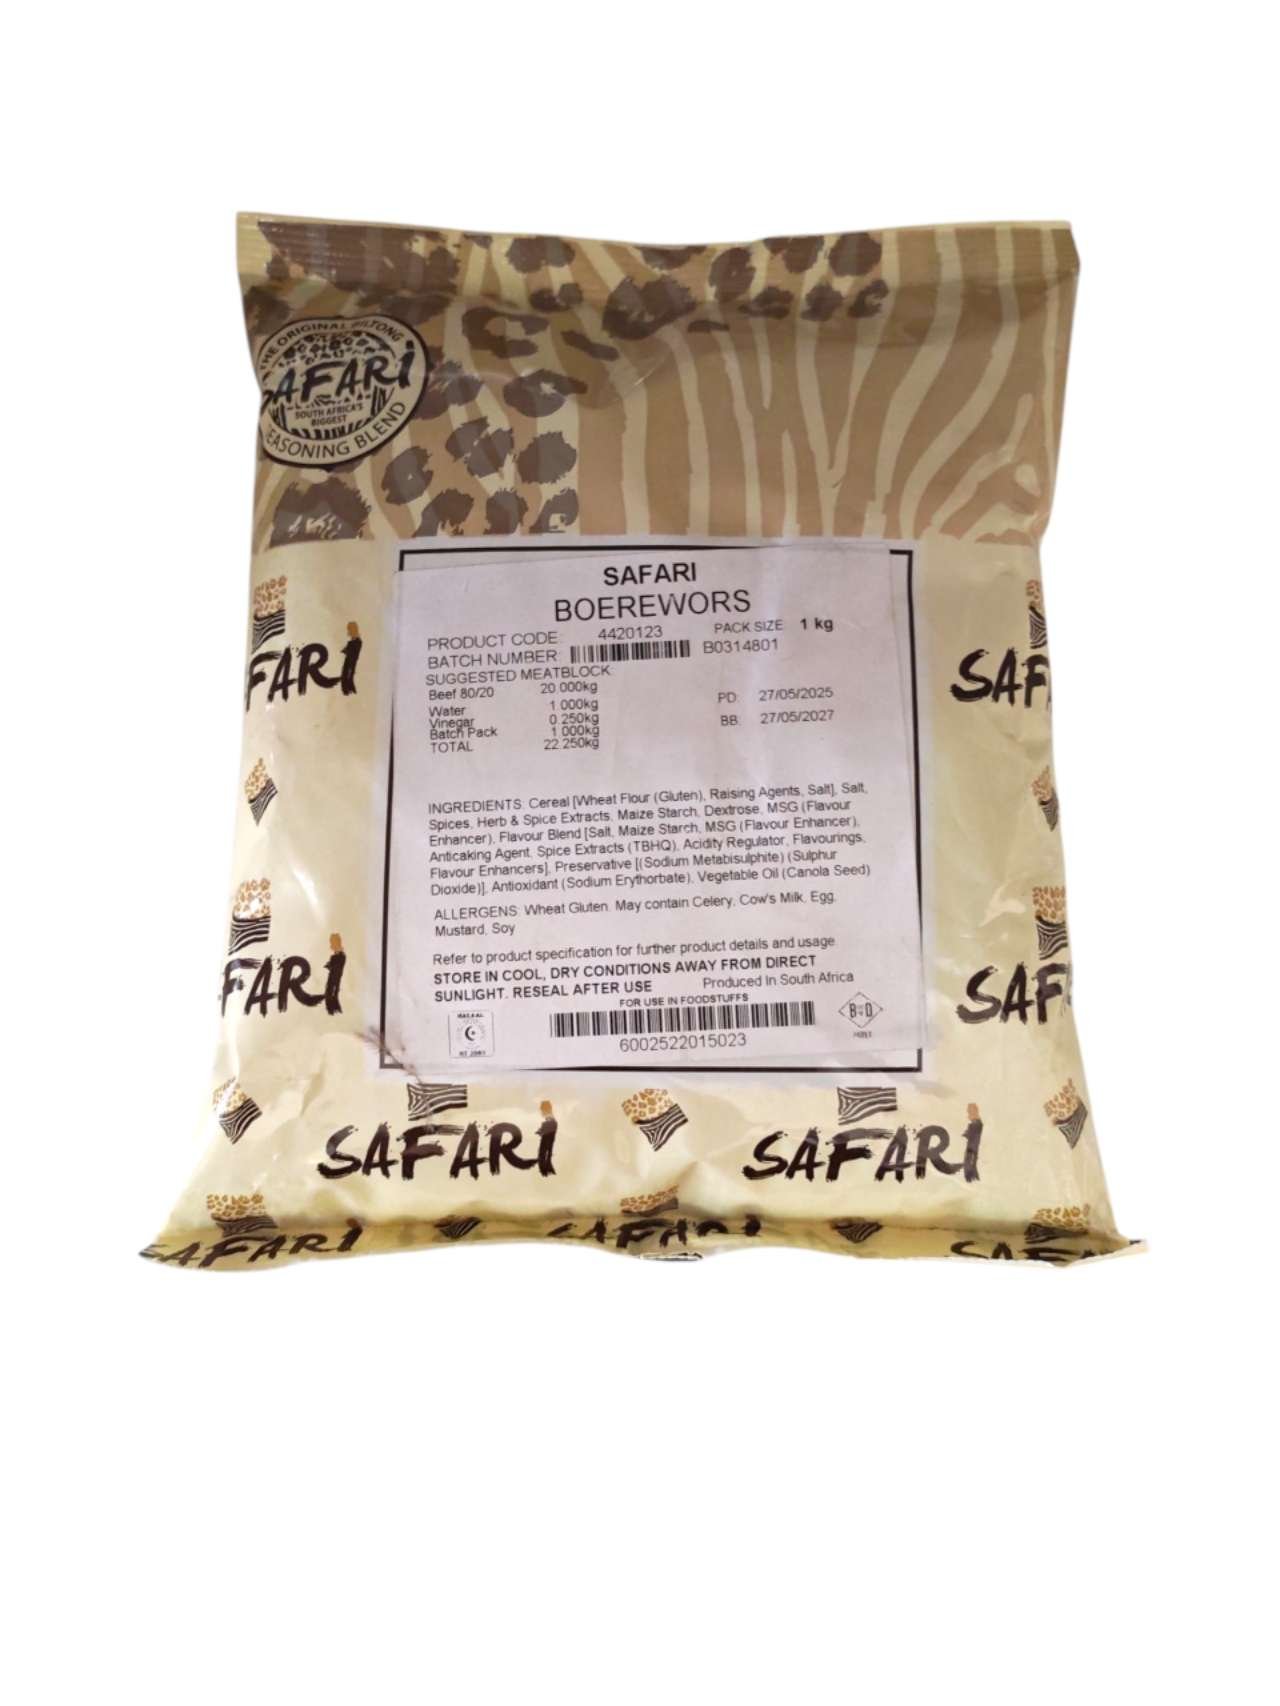 THE ORIGINAL BILTONG
SAFARI
SOUTH AFRICA'S
BIGGEST
SEASONING BLEND
SAFARI
BOEREWORS
PRODUCT CODE: 4420123 PACK SIZE: 1 kg
BATCH NUMBER: B0314801
SUGGESTED MEATBLOCK:
Beef 80/20 20.000kg
Water 1.000kg
Vinegar 0.250kg
Batch Pack 1.000kg
TOTAL 22.250kg
PD: 27/05/2025
BB: 27/05/2027
INGREDIENTS: Cereal [Wheat Flour (Gluten), Raising Agents, Salt], Salt,
Spices, Herb & Spice Extracts, Maize Starch, Dextrose, MSG (Flavour
Enhancer), Flavour Blend [Salt, Maize Starch, MSG (Flavour Enhancer),
Anticaking Agent, Spice Extracts (TBHQ), Acidity Regulator, Flavourings,
Flavour Enhancers], Preservative [(Sodium Metabisulphite) (Sulphur
Dioxide)], Antioxidant (Sodium Erythorbate), Vegetable Oil (Canola Seed)
ALLERGENS: Wheat Gluten. May contain Celery, Cow's Milk, Egg,
Mustard, Soy
Refer to product specification for further product details and usage.
STORE IN COOL, DRY CONDITIONS AWAY FROM DIRECT
SUNLIGHT. RESEAL AFTER USE Produced In South Africa
FOR USE IN FOODSTUFFS
6002522015023
FARI
SAF
FARI
SAF
SAFARI
SAFARI
SAFARI
SAFARI